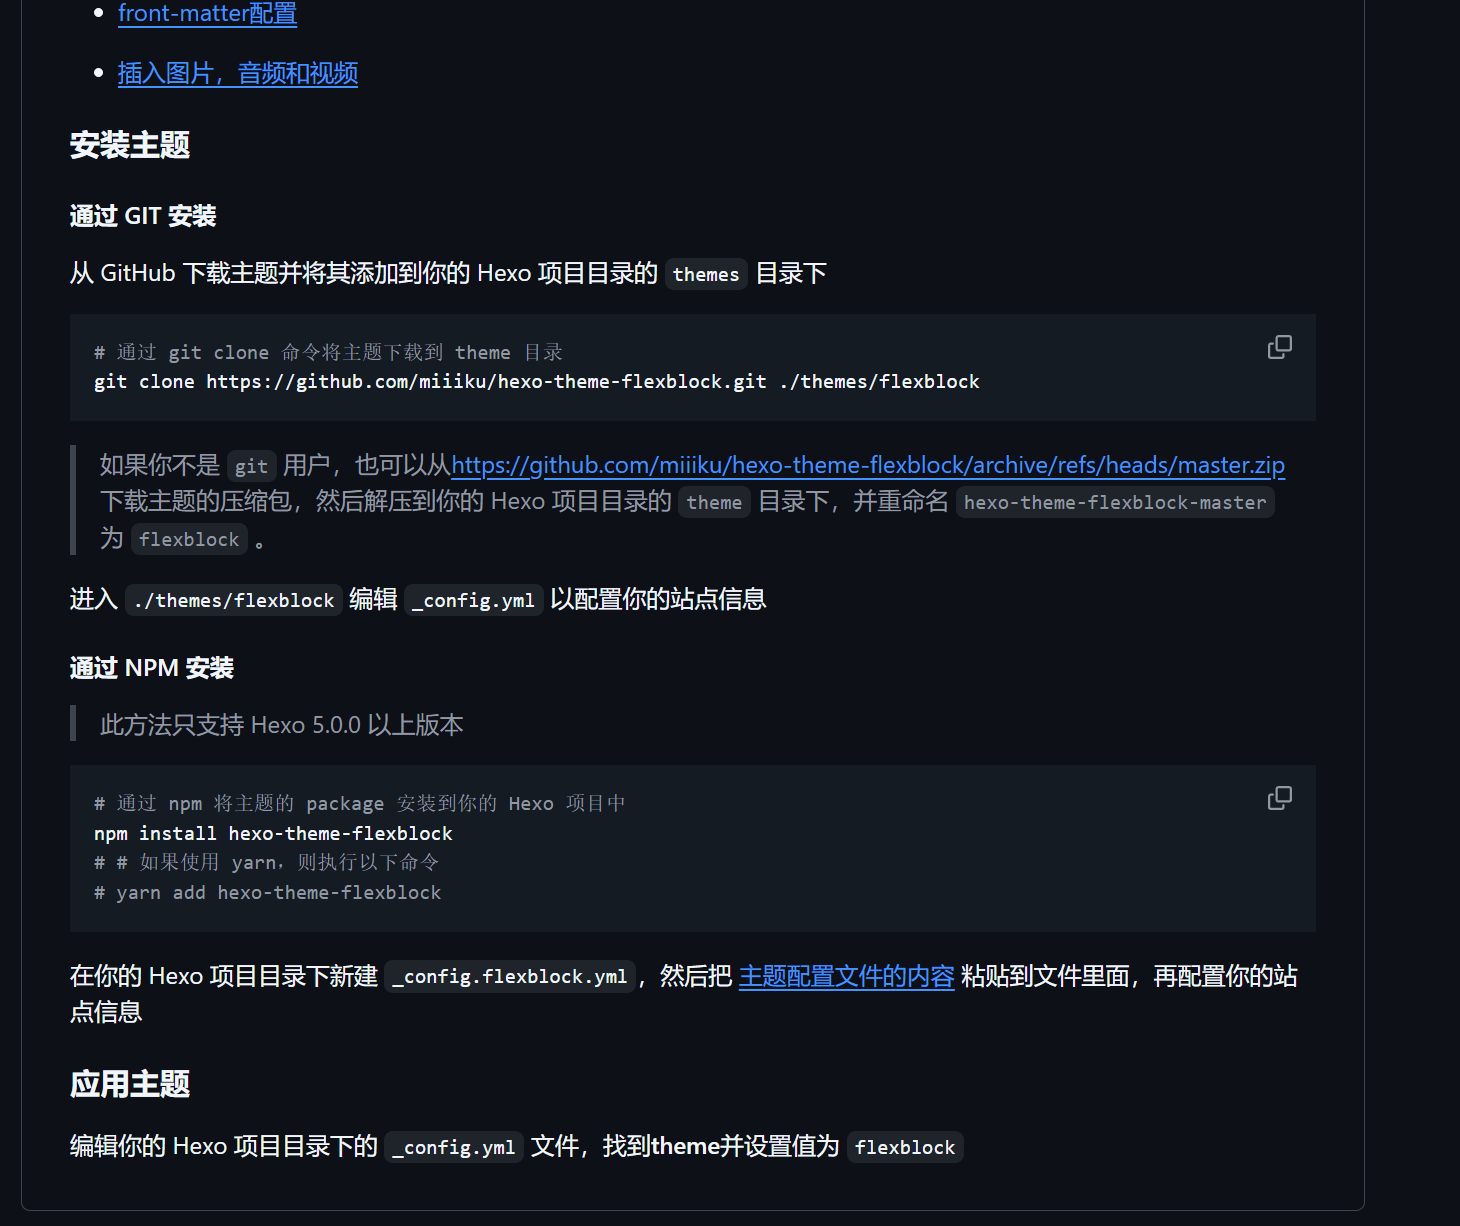 front-matter配置
插入图片，音频和视频
安装主题
通过 GIT 安装
从 GitHub 下载主题并将其添加到你的 Hexo 项目目录的 themes 目录下
# 通过 git clone 命令将主题下载到 theme 目录
git clone https://github.com/miiiku/hexo-theme-flexblock.git ./themes/flexblock
如果你不是 git 用户，也可以从https://github.com/miiiku/hexo-theme-flexblock/archive/refs/heads/master.zip
下载主题的压缩包，然后解压到你的 Hexo 项目目录的 theme 目录下，并重命名 hexo-theme-flexblock-master
为 flexblock 。
进入 ./themes/flexblock 编辑 _config.yml 以配置你的站点信息
通过 NPM 安装
此方法只支持 Hexo 5.0.0 以上版本
# 通过 npm 将主题的 package 安装到你的 Hexo 项目中
npm install hexo-theme-flexblock
# # 如果使用 yarn，则执行以下命令
# yarn add hexo-theme-flexblock
在你的 Hexo 项目目录下新建 _config.flexblock.yml ，然后把 主题配置文件的内容 粘贴到文件里面，再配置你的站
点信息
应用主题
编辑你的 Hexo 项目目录下的 _config.yml 文件，找到theme并设置值为 flexblock